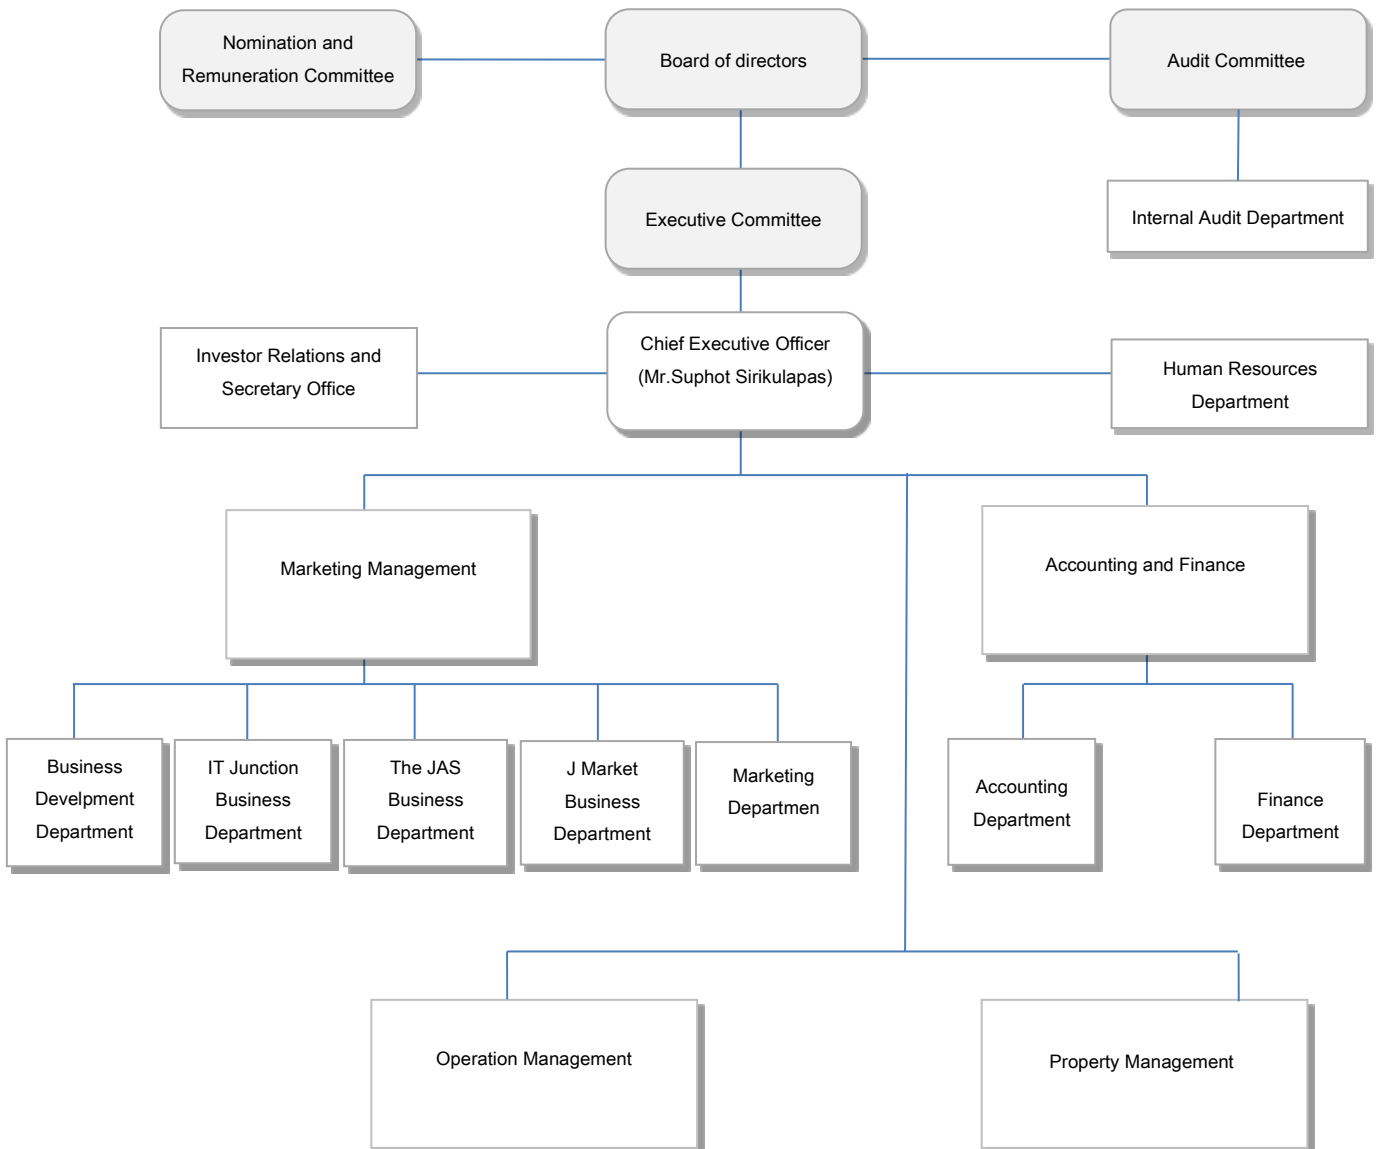 Nomination and
Remuneration Committee
Board of directors
Audit Committee
Executive Committee
Internal Audit Department
Investor Relations and
Secretary Office
Chief Executive Officer
(Mr.Suphot Sirikulapas)
Human Resources
Department
Marketing Management
Accounting and Finance
Business
Develpment
Department
IT Junction
Business
Department
The JAS
Business
Department
J Market
Business
Department
Marketing
Departmen
Accounting
Department
Finance
Department
Operation Management
Property Management